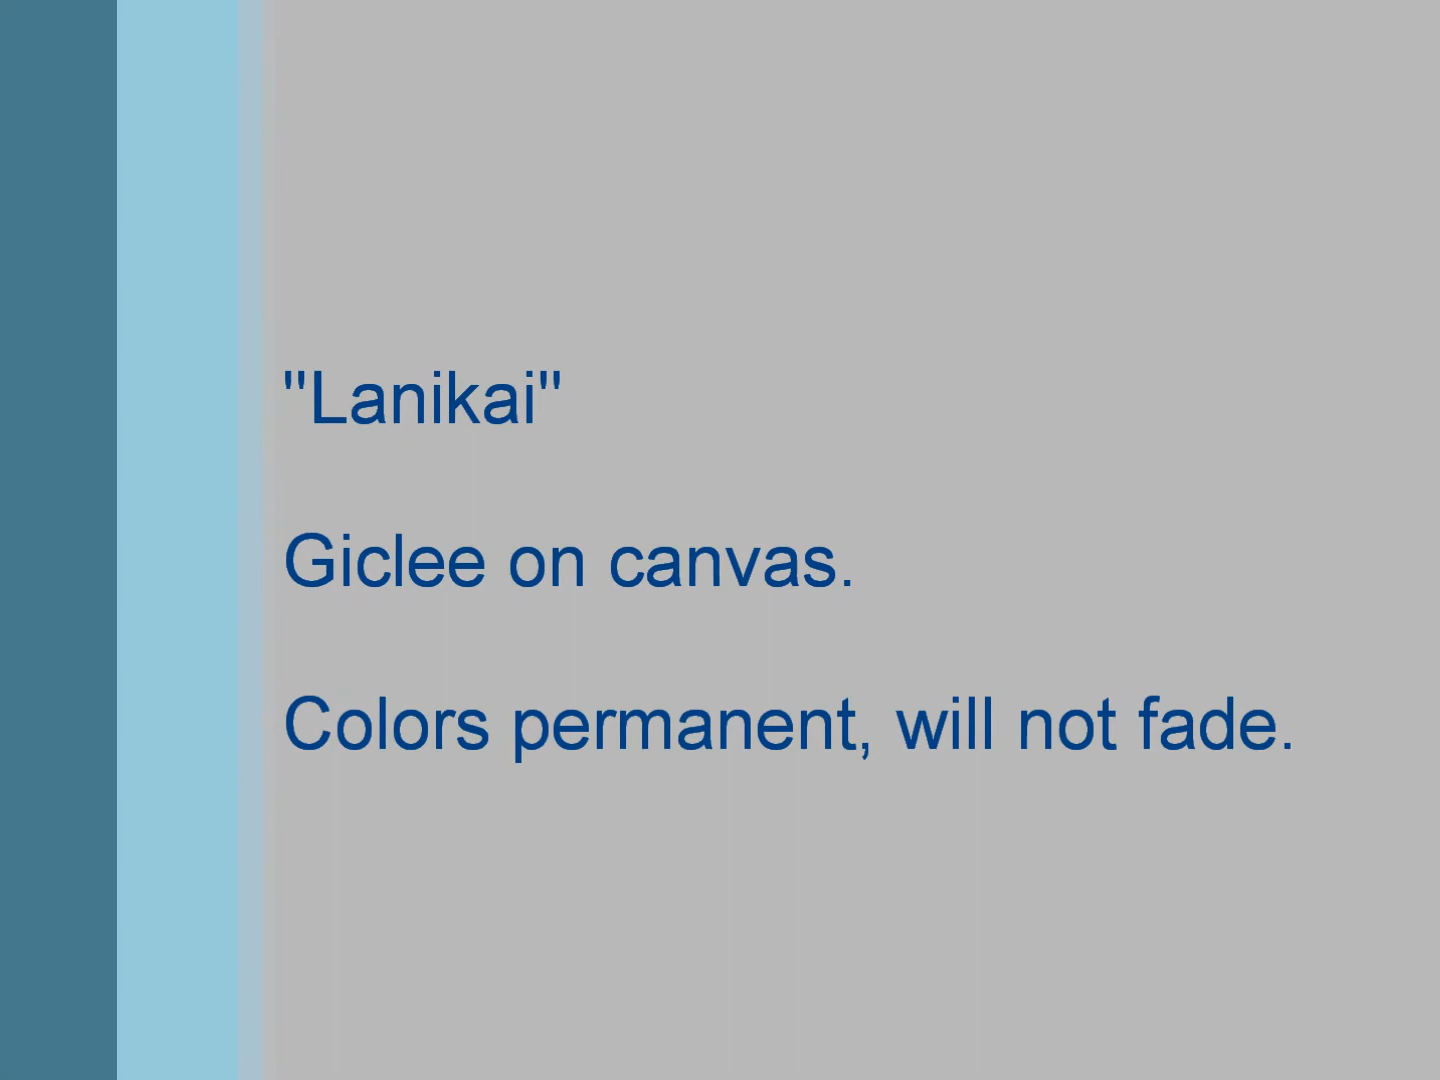 "Lanikai"
Giclee on canvas.
Colors permanent, will not fade.